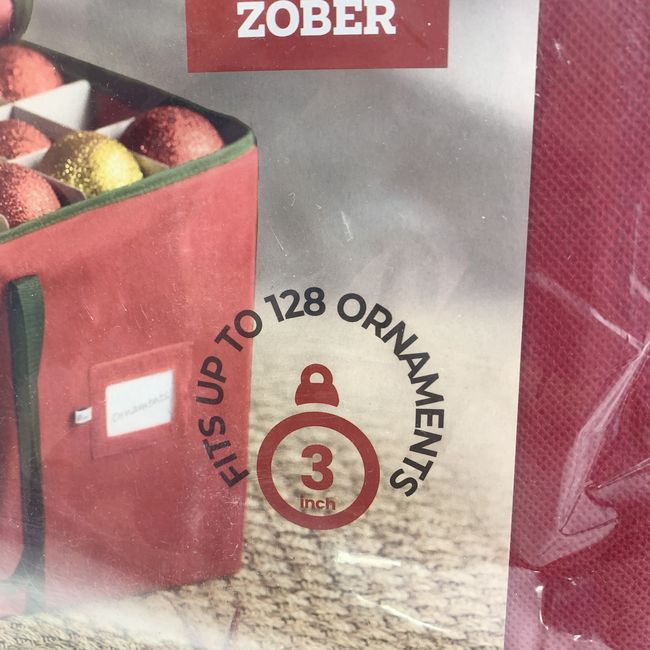 ZOBER
FITS UP TO 128 ORNAMENTS
3
inch
Ornaments